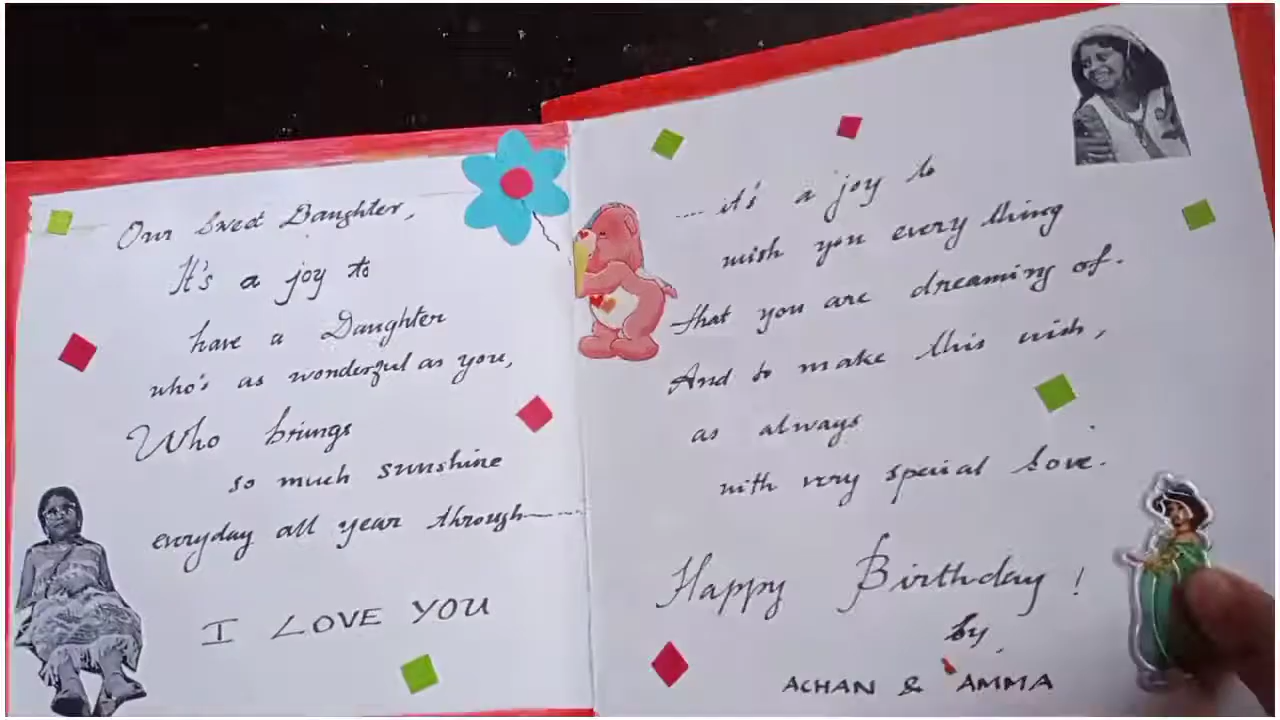 Our Sweet Daughter,
It's a joy to
have a Daughter
who's as wonderful as you,
Who brings
so much sunshine
everyday all year through------
I LOVE YOU
.... it's a joy to
wish you every thing
that you are dreaming of.
And to make this wish,
as always
with very special love.
Happy Birthday !
by,
ACHAN & AMMA